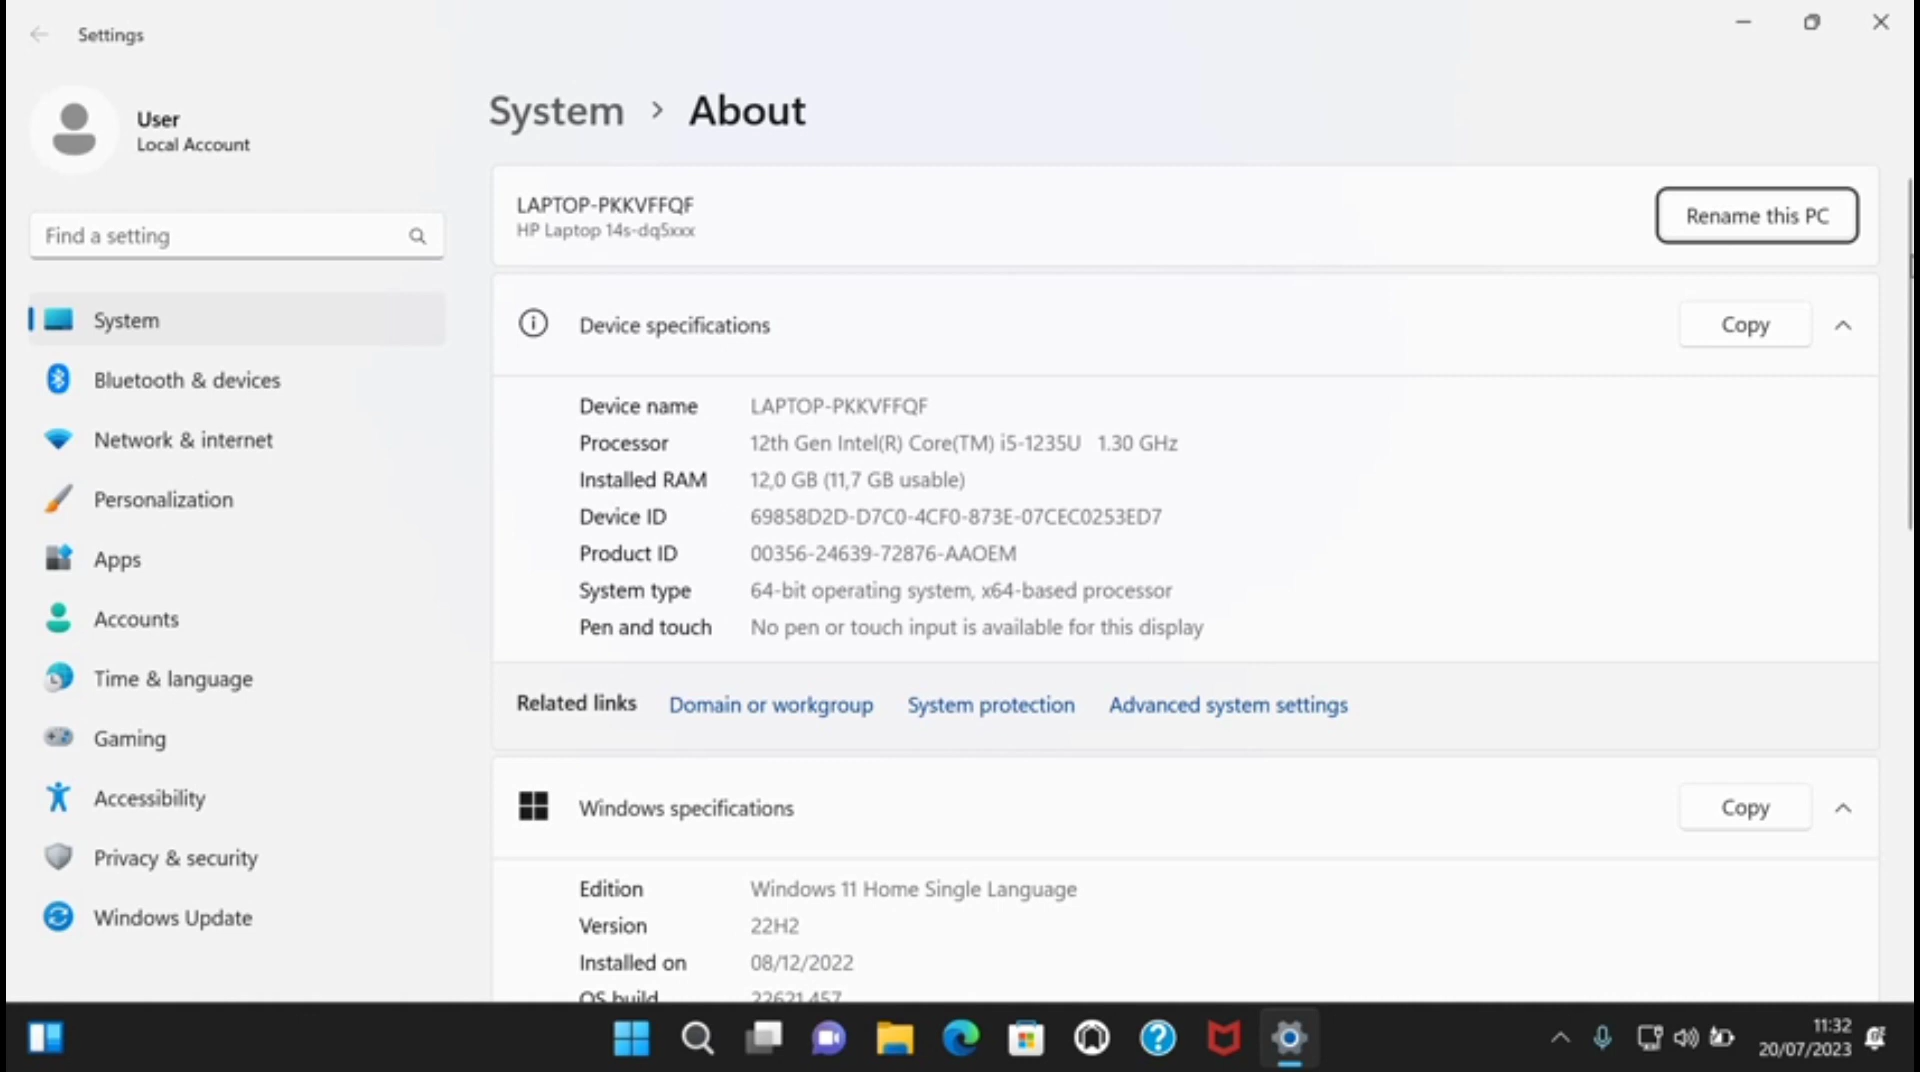 Settings
User
Local Account
Find a setting
System
Bluetooth & devices
Network & internet
Personalization
Apps
Accounts
Time & language
Gaming
Accessibility
Privacy & security
Windows Update
System > About
LAPTOP-PKKVFFQF
HP Laptop 14s-dq5xxx
Rename this PC
Device specifications
Copy
Device name LAPTOP-PKKVFFQF
Processor 12th Gen Intel(R) Core(TM) i5-1235U 1.30 GHz
Installed RAM 12,0 GB (11,7 GB usable)
Device ID 69858D2D-D7C0-4CF0-873E-07CEC0253ED7
Product ID 00356-24639-72876-AAOEM
System type 64-bit operating system, x64-based processor
Pen and touch No pen or touch input is available for this display
Related links Domain or workgroup System protection Advanced system settings
Windows specifications
Copy
Edition Windows 11 Home Single Language
Version 22H2
Installed on 08/12/2022
OS build 22621.457
11:32
20/07/2023